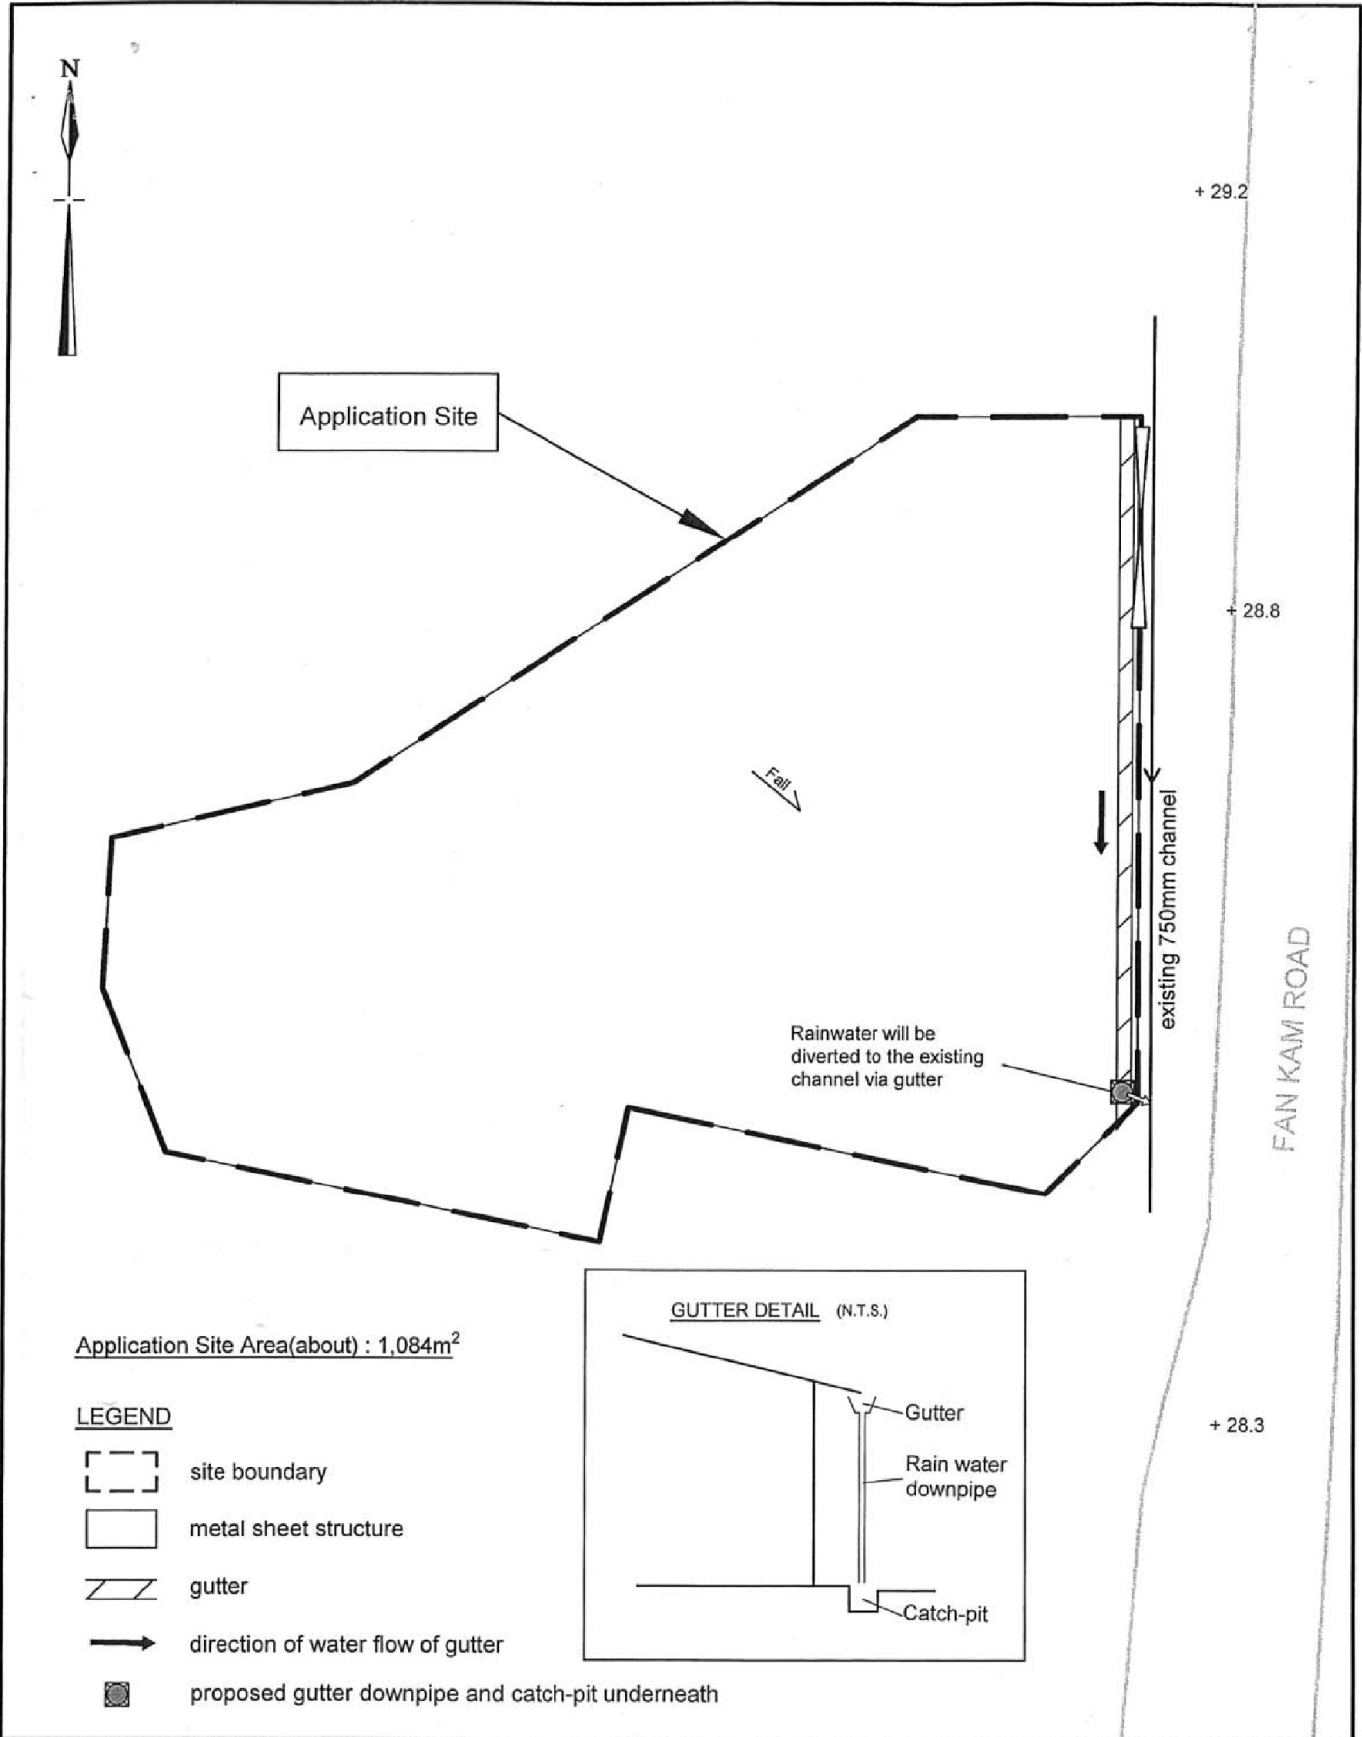 N
+ 29.2
Application Site
+ 28.8
Fall
existing 750mm channel
Rainwater will be
diverted to the existing
channel via gutter
FAN KAM ROAD
GUTTER DETAIL (N.T.S.)
Gutter
Rain water
downpipe
Catch-pit
+ 28.3
Application Site Area(about) : 1,084m²
LEGEND
site boundary
metal sheet structure
gutter
direction of water flow of gutter
proposed gutter downpipe and catch-pit underneath